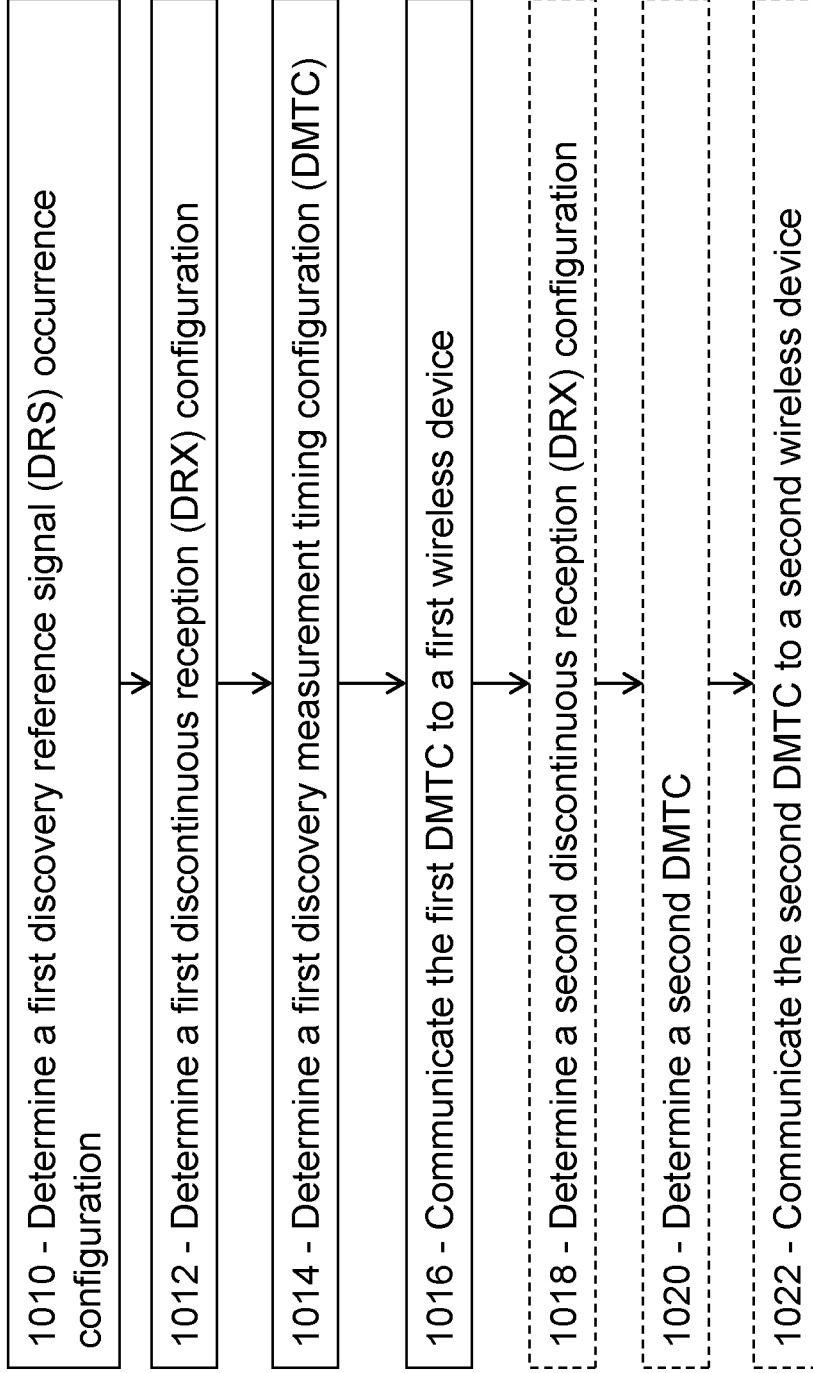 1010 - Determine a first discovery reference signal (DRS) occurrence
configuration
1012 - Determine a first discontinuous reception (DRX) configuration
1014 - Determine a first discovery measurement timing configuration (DMTC)
1016 - Communicate the first DMTC to a first wireless device
1018 - Determine a second discontinuous reception (DRX) configuration
1020 - Determine a second DMTC
1022 - Communicate the second DMTC to a second wireless device